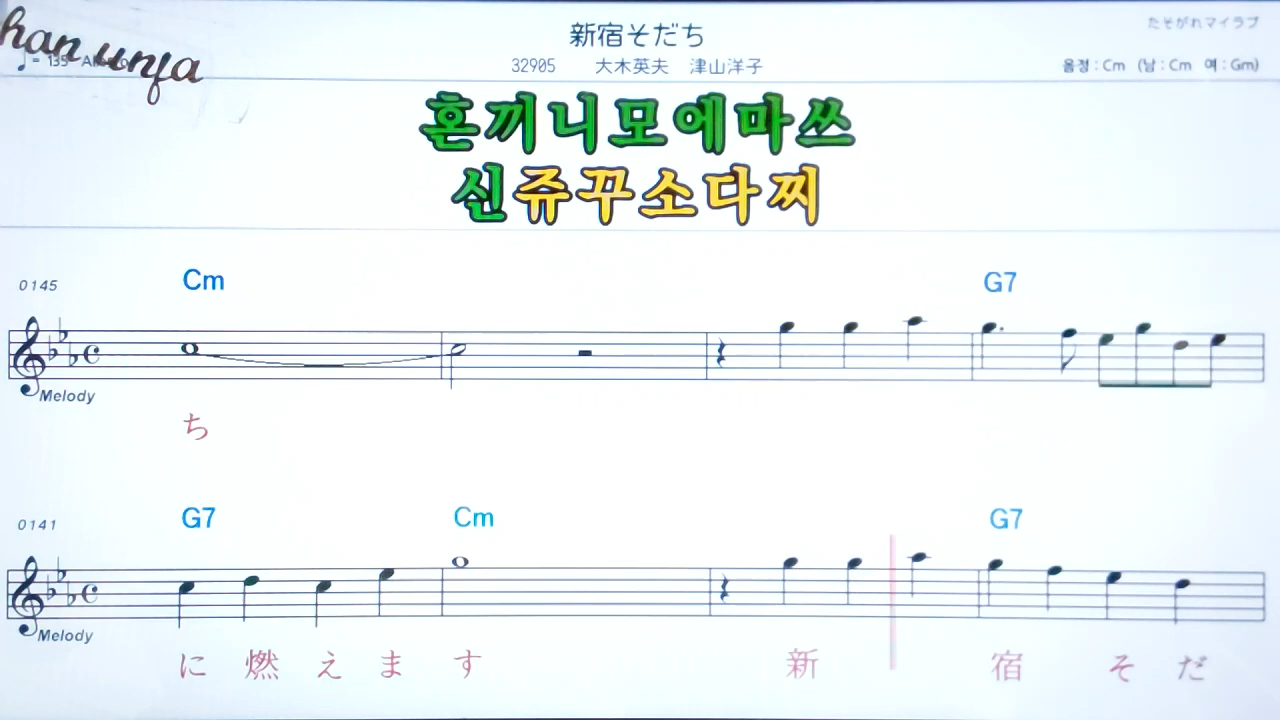 たそがれマイラブ
新宿そだち
han unfa
♩= 135
32905 大木英夫 津山洋子
음정 : Cm (남 : Cm 여 : Gm)
혼끼니모에마쓰
신쥬꾸소다찌
0145 Cm G7
Melody
ち
0141 G7 Cm G7
Melody
に 燃 え ま す 新 宿 そ だ